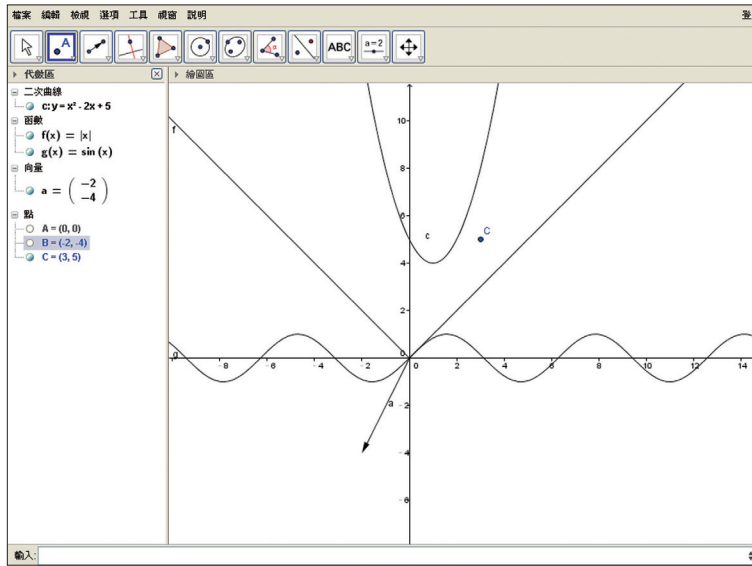 檔案 編輯 檢視 選項 工具 視窗 說明 登
A a° ABC a=2
代數區 繪圖區
二次曲線
c: y = x² - 2x + 5
函數
f(x) = |x|
g(x) = sin (x)
向量
a = ( -2
-4 )
點
A = (0, 0)
B = (-2, -4)
C = (3, 5)
f
10
8
6
c C
4
2
g 0
-8 -6 -4 -2 0 2 4 6 8 10 12 14
a -2
-4
-6
輸入: